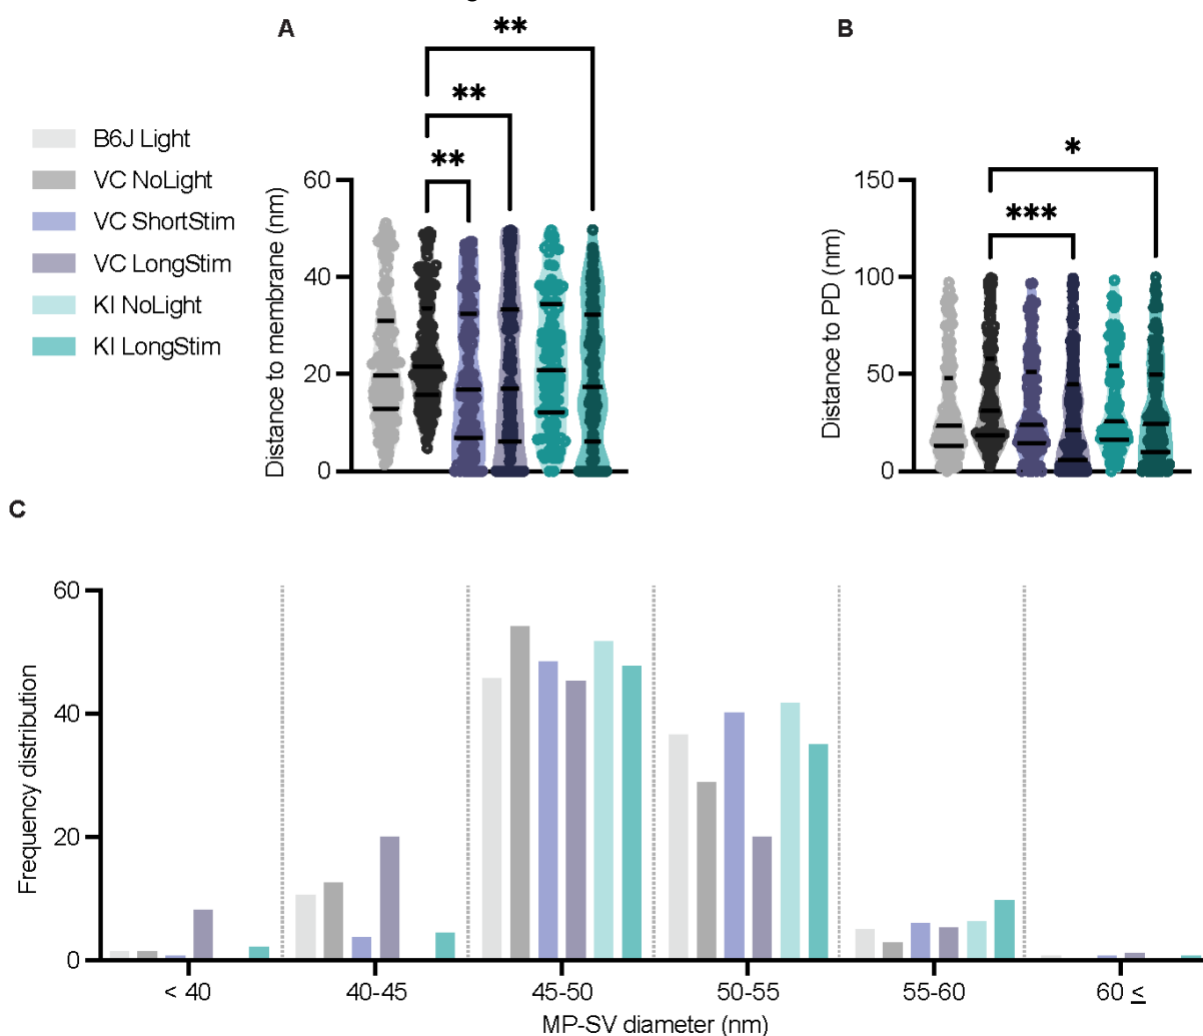 A
B
**
**
**
*
***
B6J Light
VC NoLight
VC ShortStim
VC LongStim
KI NoLight
KI LongStim
Distance to membrane (nm)
60
40
20
0
Distance to PD (nm)
150
100
50
0
C
Frequency distribution
60
40
20
0
< 40
40-45
45-50
50-55
55-60
60 ≤
MP-SV diameter (nm)